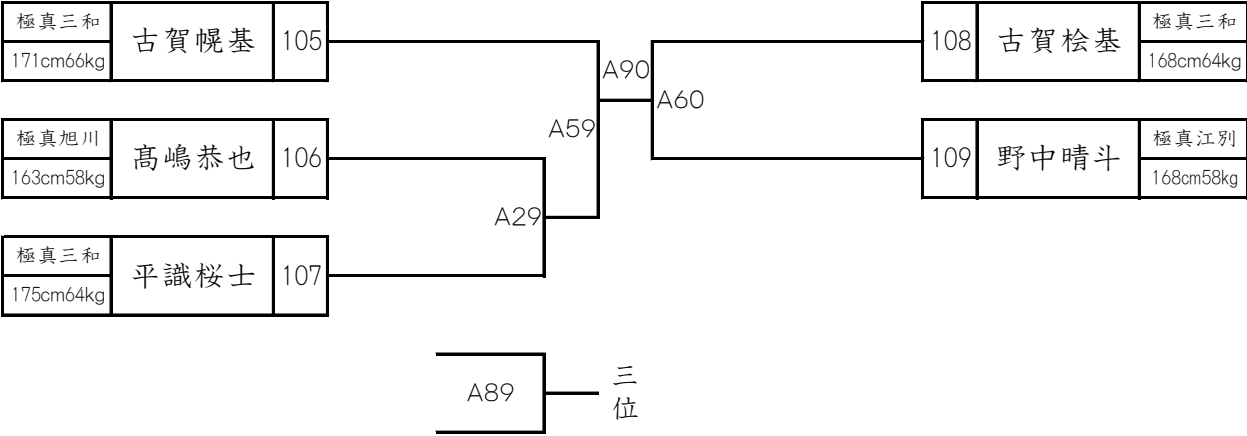 極真三和
古賀幌基
105
171cm66kg
極真旭川
髙嶋恭也
106
163cm58kg
極真三和
平識桜士
107
175cm64kg
A29
A59
A90
A60
108
古賀桧基
極真三和
168cm64kg
109
野中晴斗
極真江別
168cm58kg
A89
三位